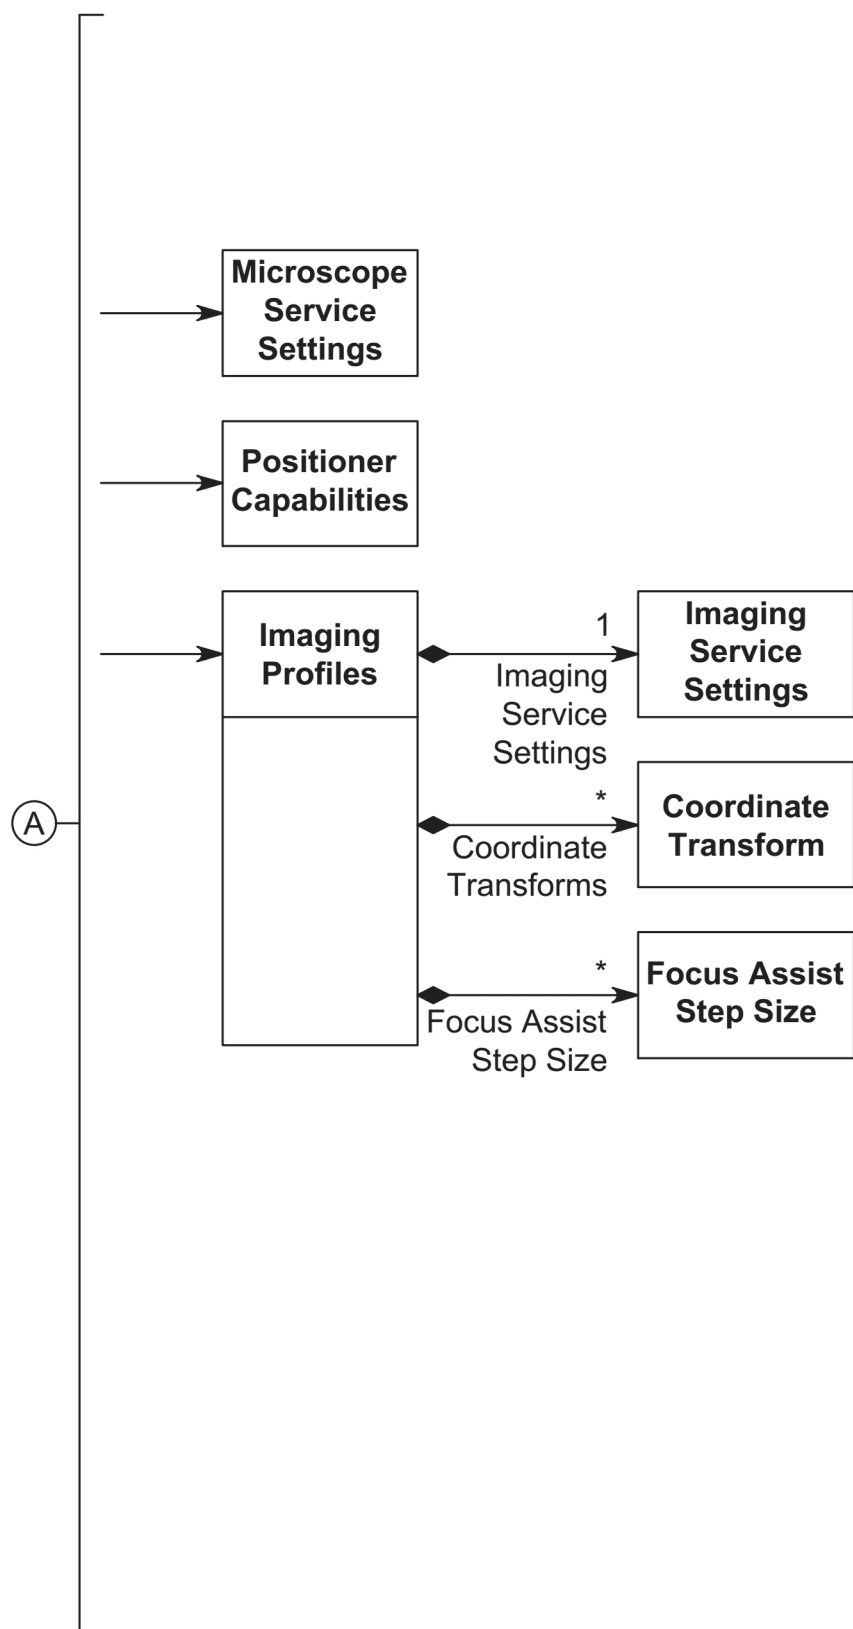 Microscope
Service
Settings
Positioner
Capabilities
Imaging
Profiles
1
Imaging
Service
Settings
Imaging
Service
Settings
A
*
Coordinate
Transforms
Coordinate
Transform
*
Focus Assist
Step Size
Focus Assist
Step Size